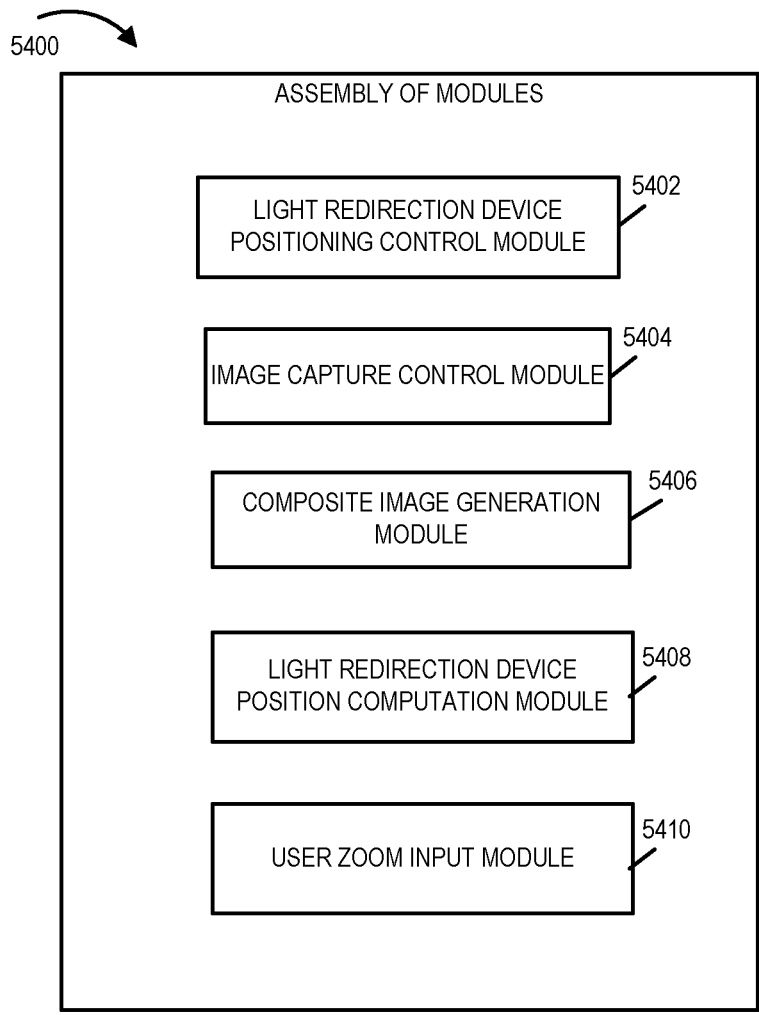 5400
ASSEMBLY OF MODULES
5402
LIGHT REDIRECTION DEVICE
POSITIONING CONTROL MODULE
5404
IMAGE CAPTURE CONTROL MODULE
5406
COMPOSITE IMAGE GENERATION
MODULE
5408
LIGHT REDIRECTION DEVICE
POSITION COMPUTATION MODULE
5410
USER ZOOM INPUT MODULE